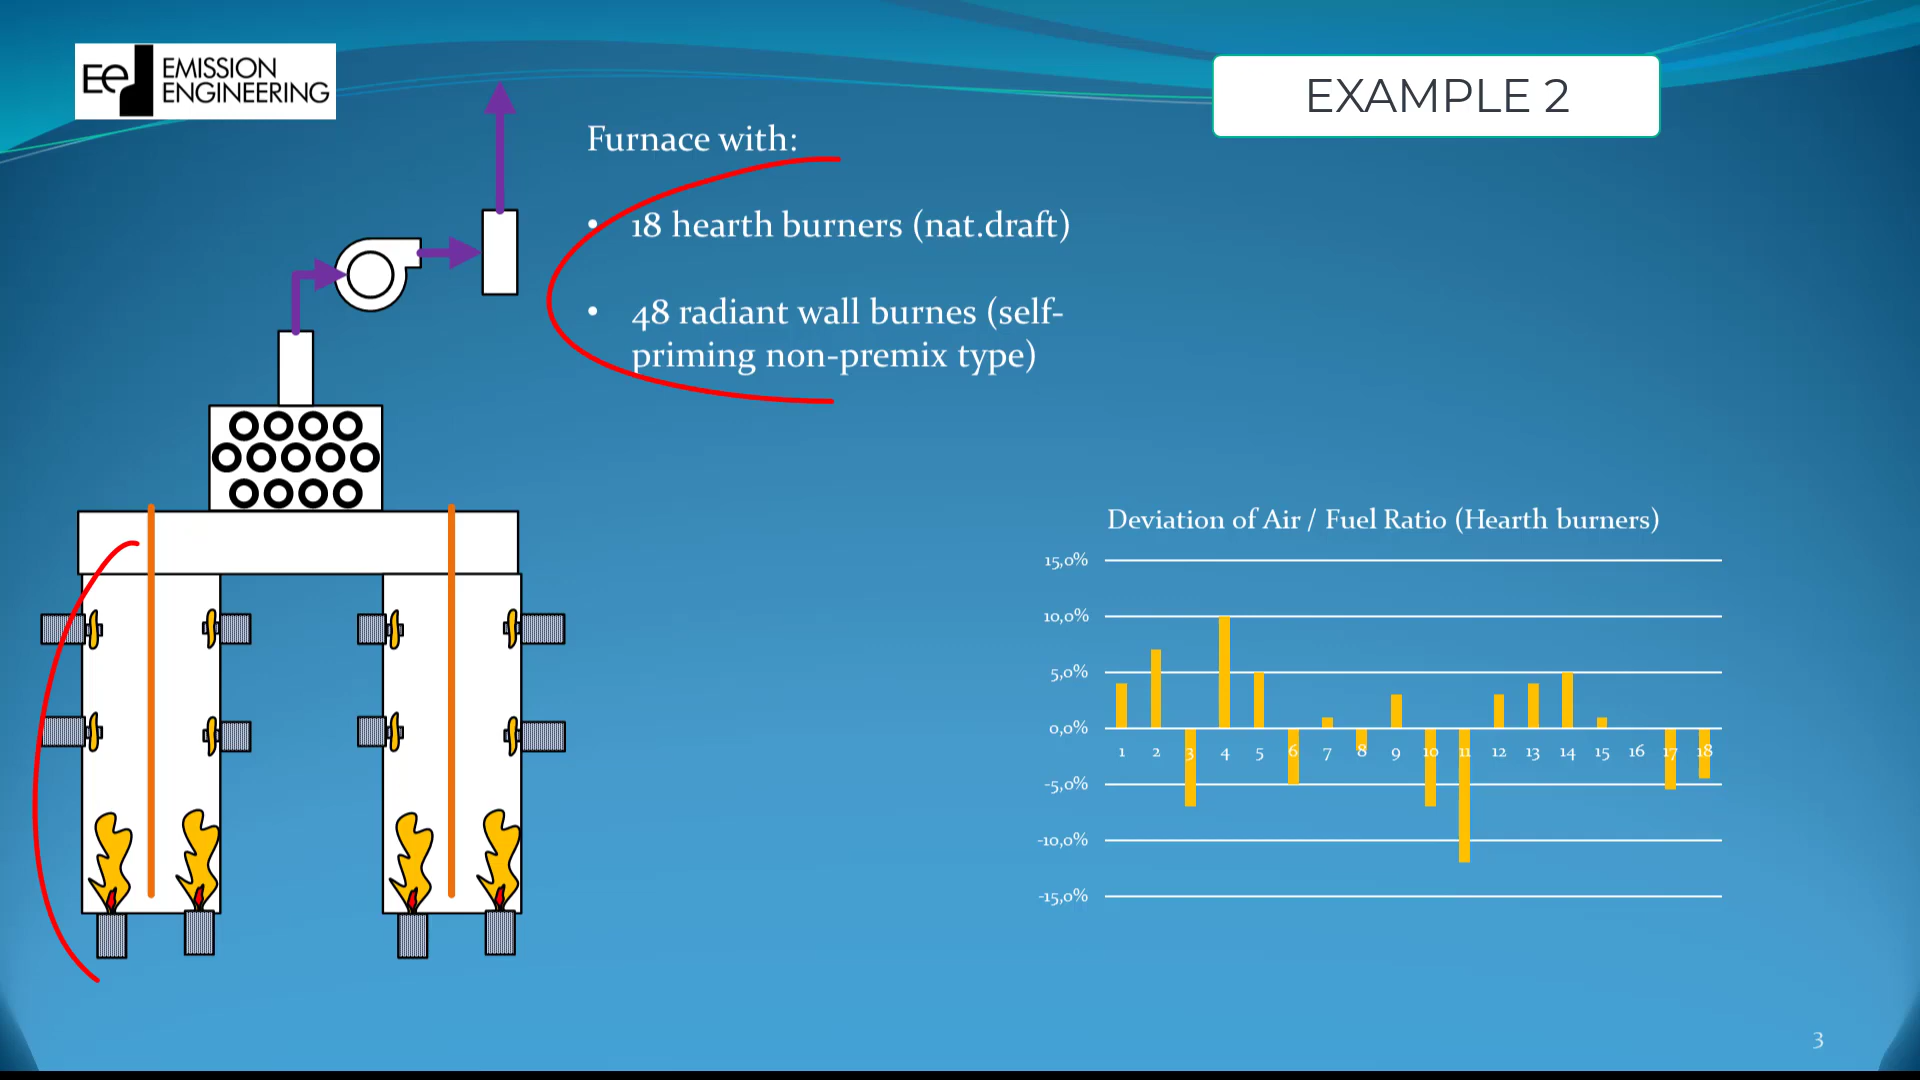 Ee EMISSION
ENGINEERING
EXAMPLE 2
Furnace with:
• 18 hearth burners (nat.draft)
• 48 radiant wall burnes (self-
priming non-premix type)
Deviation of Air / Fuel Ratio (Hearth burners)
15,0%
10,0%
5,0%
0,0%
1 2 3 4 5 6 7 8 9 10 11 12 13 14 15 16 17 18
-5,0%
-10,0%
-15,0%
3